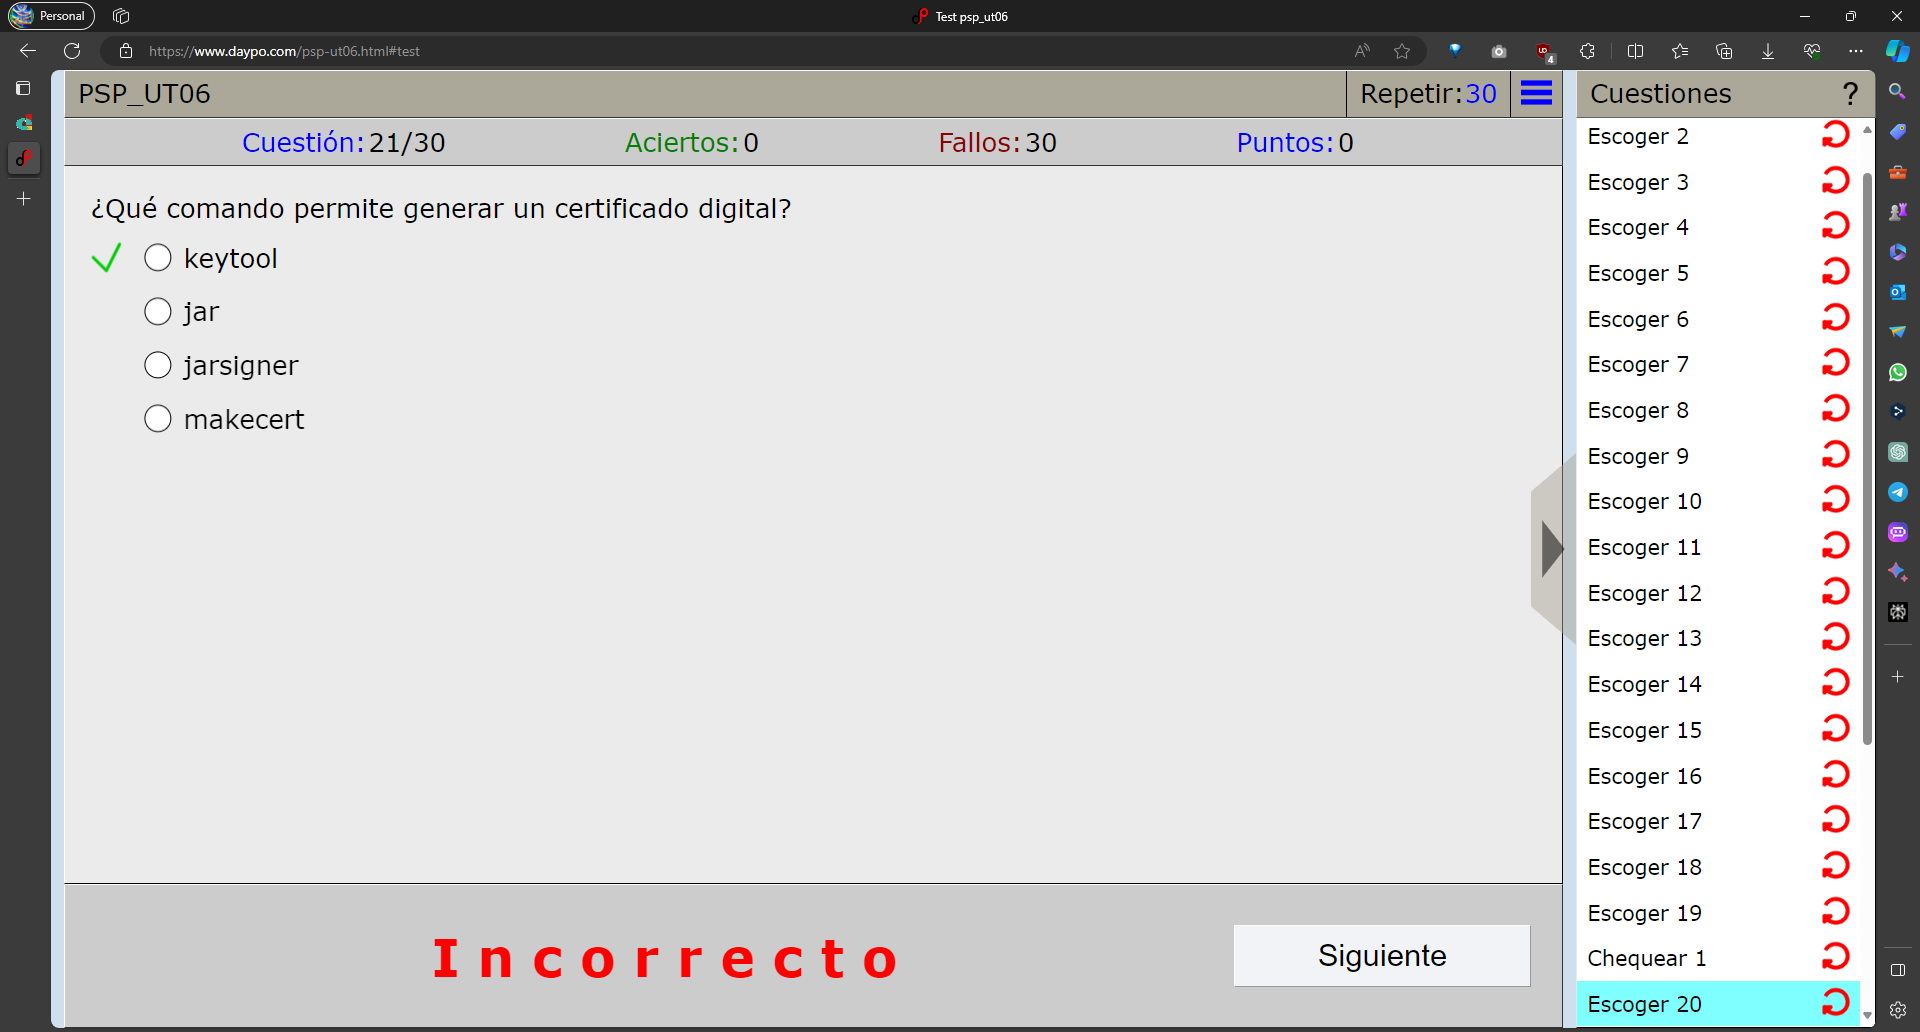 Personal
Test psp_ut06
https://www.daypo.com/psp-ut06.html#test
4
PSP_UT06
Repetir:30
Cuestión:21/30
Aciertos:0
Fallos:30
Puntos:0
¿Qué comando permite generar un certificado digital?
keytool
jar
jarsigner
makecert
Incorrecto
Siguiente
Cuestiones
?
Escoger 2
Escoger 3
Escoger 4
Escoger 5
Escoger 6
Escoger 7
Escoger 8
Escoger 9
Escoger 10
Escoger 11
Escoger 12
Escoger 13
Escoger 14
Escoger 15
Escoger 16
Escoger 17
Escoger 18
Escoger 19
Chequear 1
Escoger 20